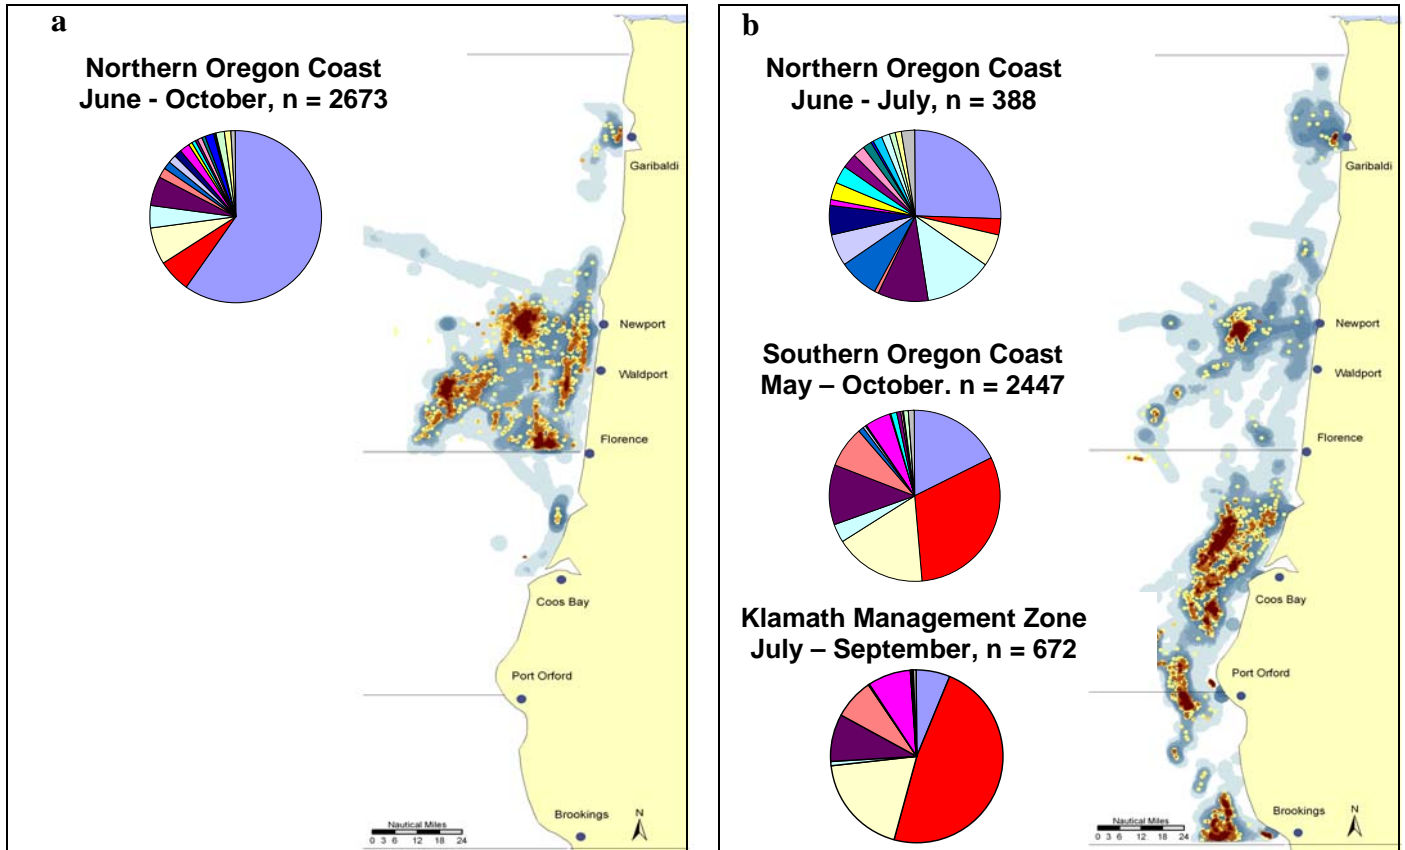 a
Northern Oregon Coast
June - October, n = 2673
Garibaldi
Newport
Waldport
Florence
Coos Bay
Port Orford
Brookings
Nautical Miles
0 3 6 12 18 24
N
b
Northern Oregon Coast
June - July, n = 388
Southern Oregon Coast
May – October. n = 2447
Klamath Management Zone
July – September, n = 672
Garibaldi
Newport
Waldport
Florence
Coos Bay
Port Orford
Brookings
Nautical Miles
0 3 6 12 18 24
N